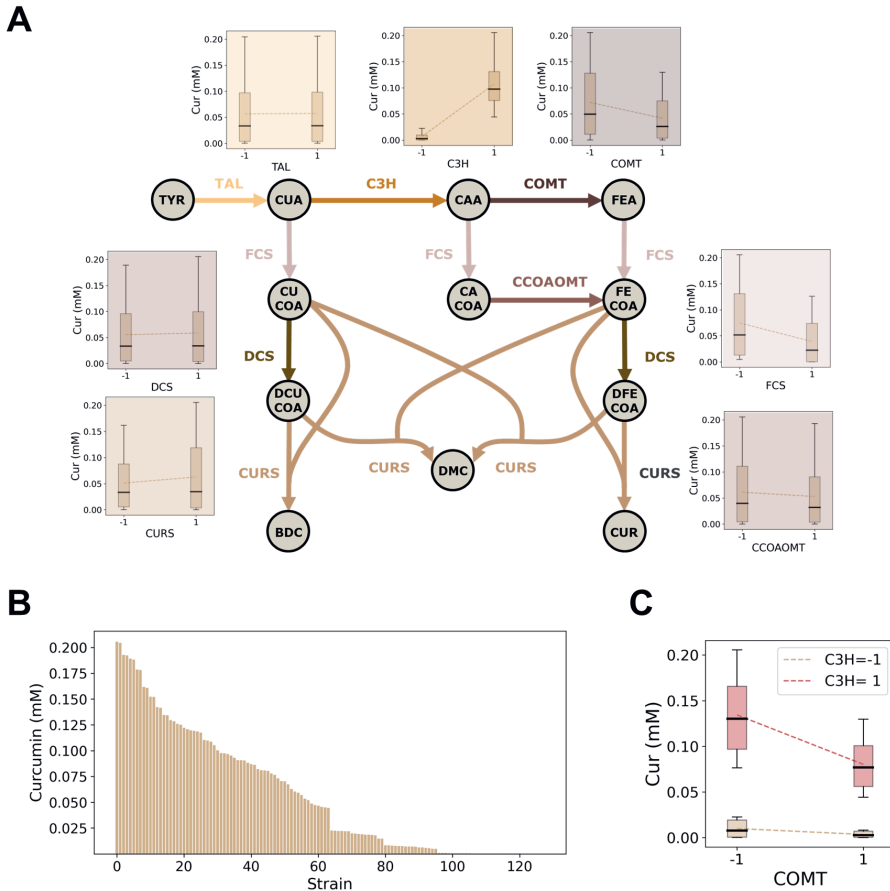 A
Cur (mM)
0.20
0.15
0.10
0.05
0.00
-1
1
TAL
Cur (mM)
0.20
0.15
0.10
0.05
0.00
-1
1
C3H
Cur (mM)
0.20
0.15
0.10
0.05
0.00
-1
1
COMT
TYR
TAL
CUA
C3H
CAA
COMT
FEA
FCS
FCS
FCS
CU
COA
CA
COA
CCOAOMT
FE
COA
Cur (mM)
0.20
0.15
0.10
0.05
0.00
-1
1
DCS
Cur (mM)
0.20
0.15
0.10
0.05
0.00
-1
1
FCS
DCS
DCS
DCU
COA
DFE
COA
Cur (mM)
0.20
0.15
0.10
0.05
0.00
-1
1
CURS
CURS
CURS
DMC
CURS
CURS
BDC
CUR
Cur (mM)
0.20
0.15
0.10
0.05
0.00
-1
1
CCOAOMT
B
Curcumin (mM)
0.200
0.175
0.150
0.125
0.100
0.075
0.050
0.025
0
20
40
60
80
100
120
Strain
C
Cur (mM)
0.20
0.15
0.10
0.05
0.00
C3H=-1
C3H= 1
-1
1
COMT